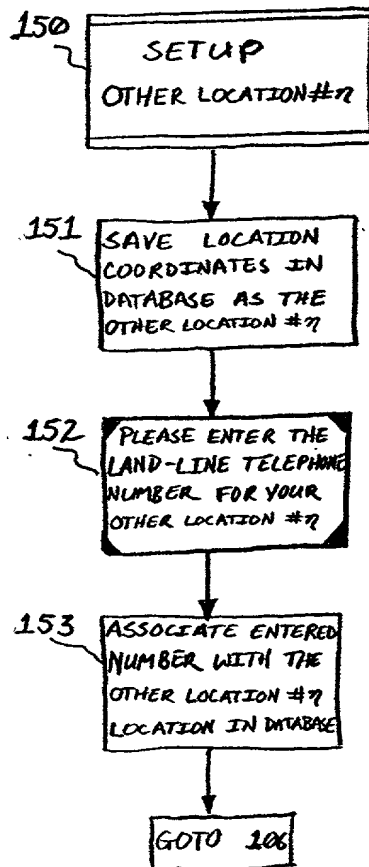 150
SETUP
OTHER LOCATION #n
151
SAVE LOCATION
COORDINATES IN
DATABASE AS THE
OTHER LOCATION #n
152
PLEASE ENTER THE
LAND-LINE TELEPHONE
NUMBER FOR YOUR
OTHER LOCATION #n
153
ASSOCIATE ENTERED
NUMBER WITH THE
OTHER LOCATION #n
LOCATION IN DATABASE
GOTO 106